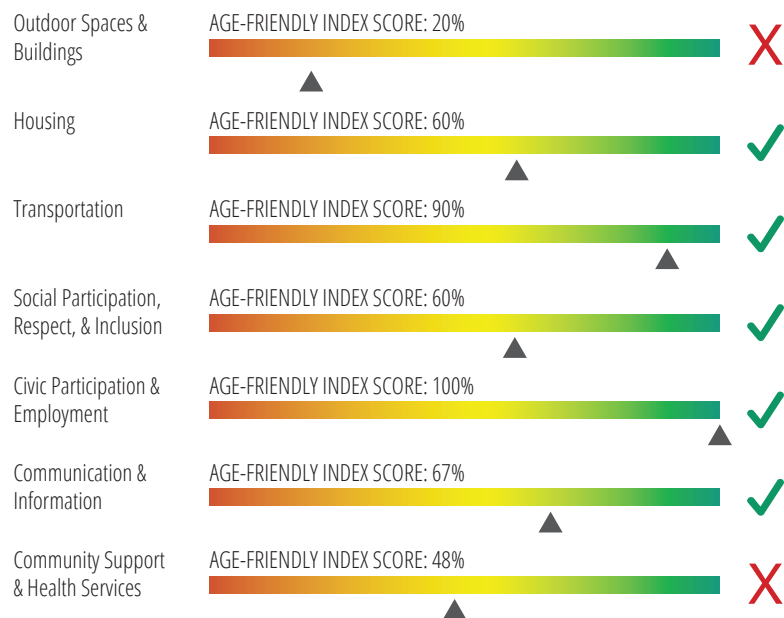 Outdoor Spaces &
Buildings
AGE-FRIENDLY INDEX SCORE: 20%
Housing
AGE-FRIENDLY INDEX SCORE: 60%
Transportation
AGE-FRIENDLY INDEX SCORE: 90%
Social Participation,
Respect, & Inclusion
AGE-FRIENDLY INDEX SCORE: 60%
Civic Participation &
Employment
AGE-FRIENDLY INDEX SCORE: 100%
Communication &
Information
AGE-FRIENDLY INDEX SCORE: 67%
Community Support
& Health Services
AGE-FRIENDLY INDEX SCORE: 48%